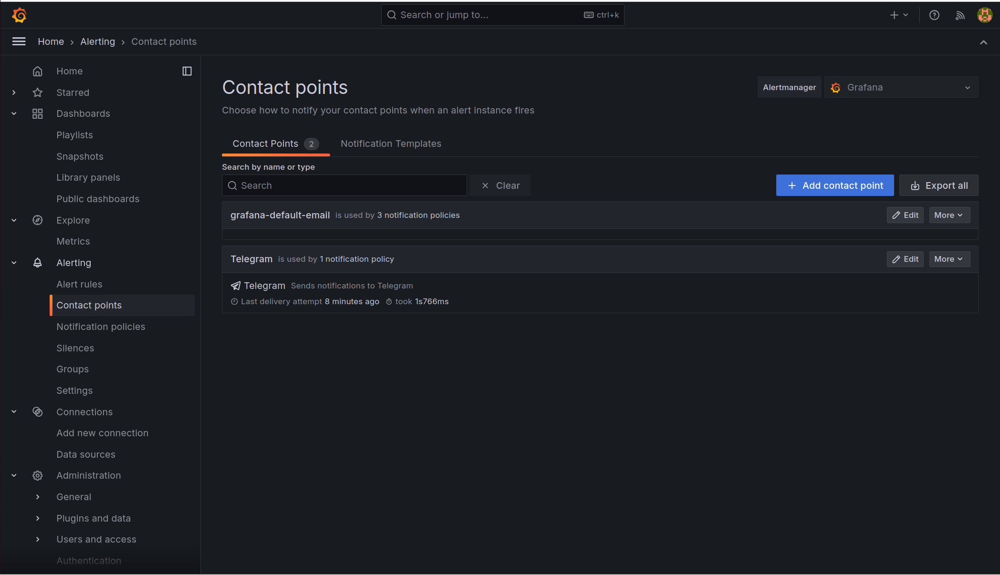 Search or jump to...
ctrl+k
Home
Alerting
Contact points
Home
Starred
Dashboards
Playlists
Snapshots
Library panels
Public dashboards
Explore
Metrics
Alerting
Alert rules
Contact points
Notification policies
Silences
Groups
Settings
Connections
Add new connection
Data sources
Administration
General
Plugins and data
Users and access
Authentication
Contact points
Alertmanager
Grafana
Choose how to notify your contact points when an alert instance fires
Contact Points 2
Notification Templates
Search by name or type
Search
Clear
Add contact point
Export all
grafana-default-email is used by 3 notification policies
Edit
More
Telegram is used by 1 notification policy
Edit
More
Telegram Sends notifications to Telegram
Last delivery attempt 8 minutes ago took 1s766ms